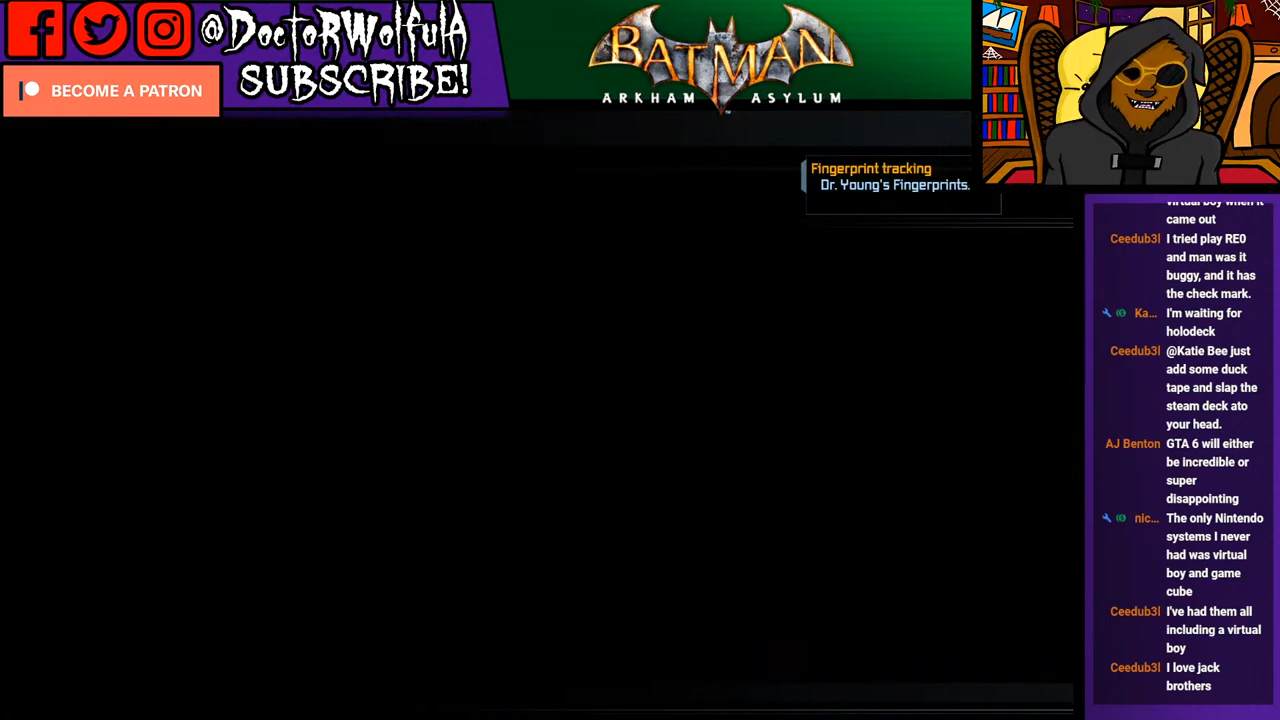 @DoctoRWolfulA
SUBSCRIBE!
BECOME A PATRON
BATMAN
ARKHAM ASYLUM
Fingerprint tracking
Dr. Young's Fingerprints.
virtual boy when it
came out
Ceedub3l I tried play RE0
and man was it
buggy, and it has
the check mark.
Ka... I'm waiting for
holodeck
Ceedub3l @Katie Bee just
add some duck
tape and slap the
steam deck ato
your head.
AJ Benton GTA 6 will either
be incredible or
super
disappointing
nic... The only Nintendo
systems I never
had was virtual
boy and game
cube
Ceedub3l I've had them all
including a virtual
boy
Ceedub3l I love jack
brothers